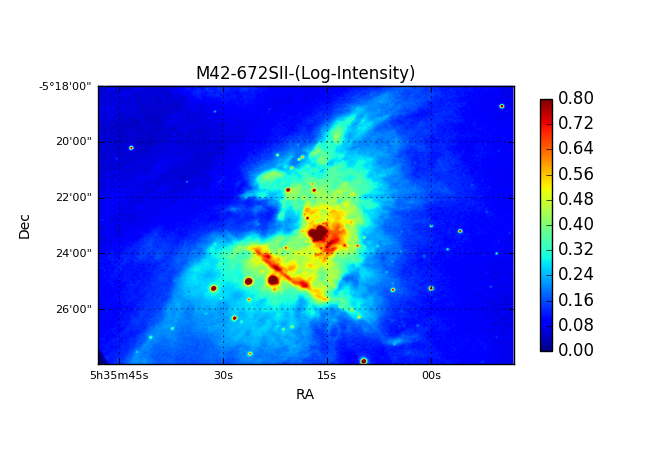 M42-672SII-(Log-Intensity)
-5°18'00"
20'00"
22'00"
24'00"
26'00"
Dec
5h35m45s
30s
15s
00s
RA
0.80
0.72
0.64
0.56
0.48
0.40
0.32
0.24
0.16
0.08
0.00